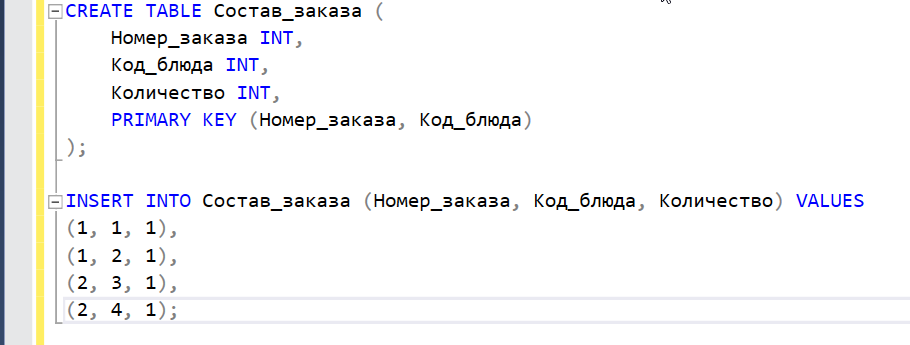 CREATE TABLE Состав_заказа (
Номер_заказа INT,
Код_блюда INT,
Количество INT,
PRIMARY KEY (Номер_заказа, Код_блюда)
);
INSERT INTO Состав_заказа (Номер_заказа, Код_блюда, Количество) VALUES
(1, 1, 1),
(1, 2, 1),
(2, 3, 1),
(2, 4, 1);